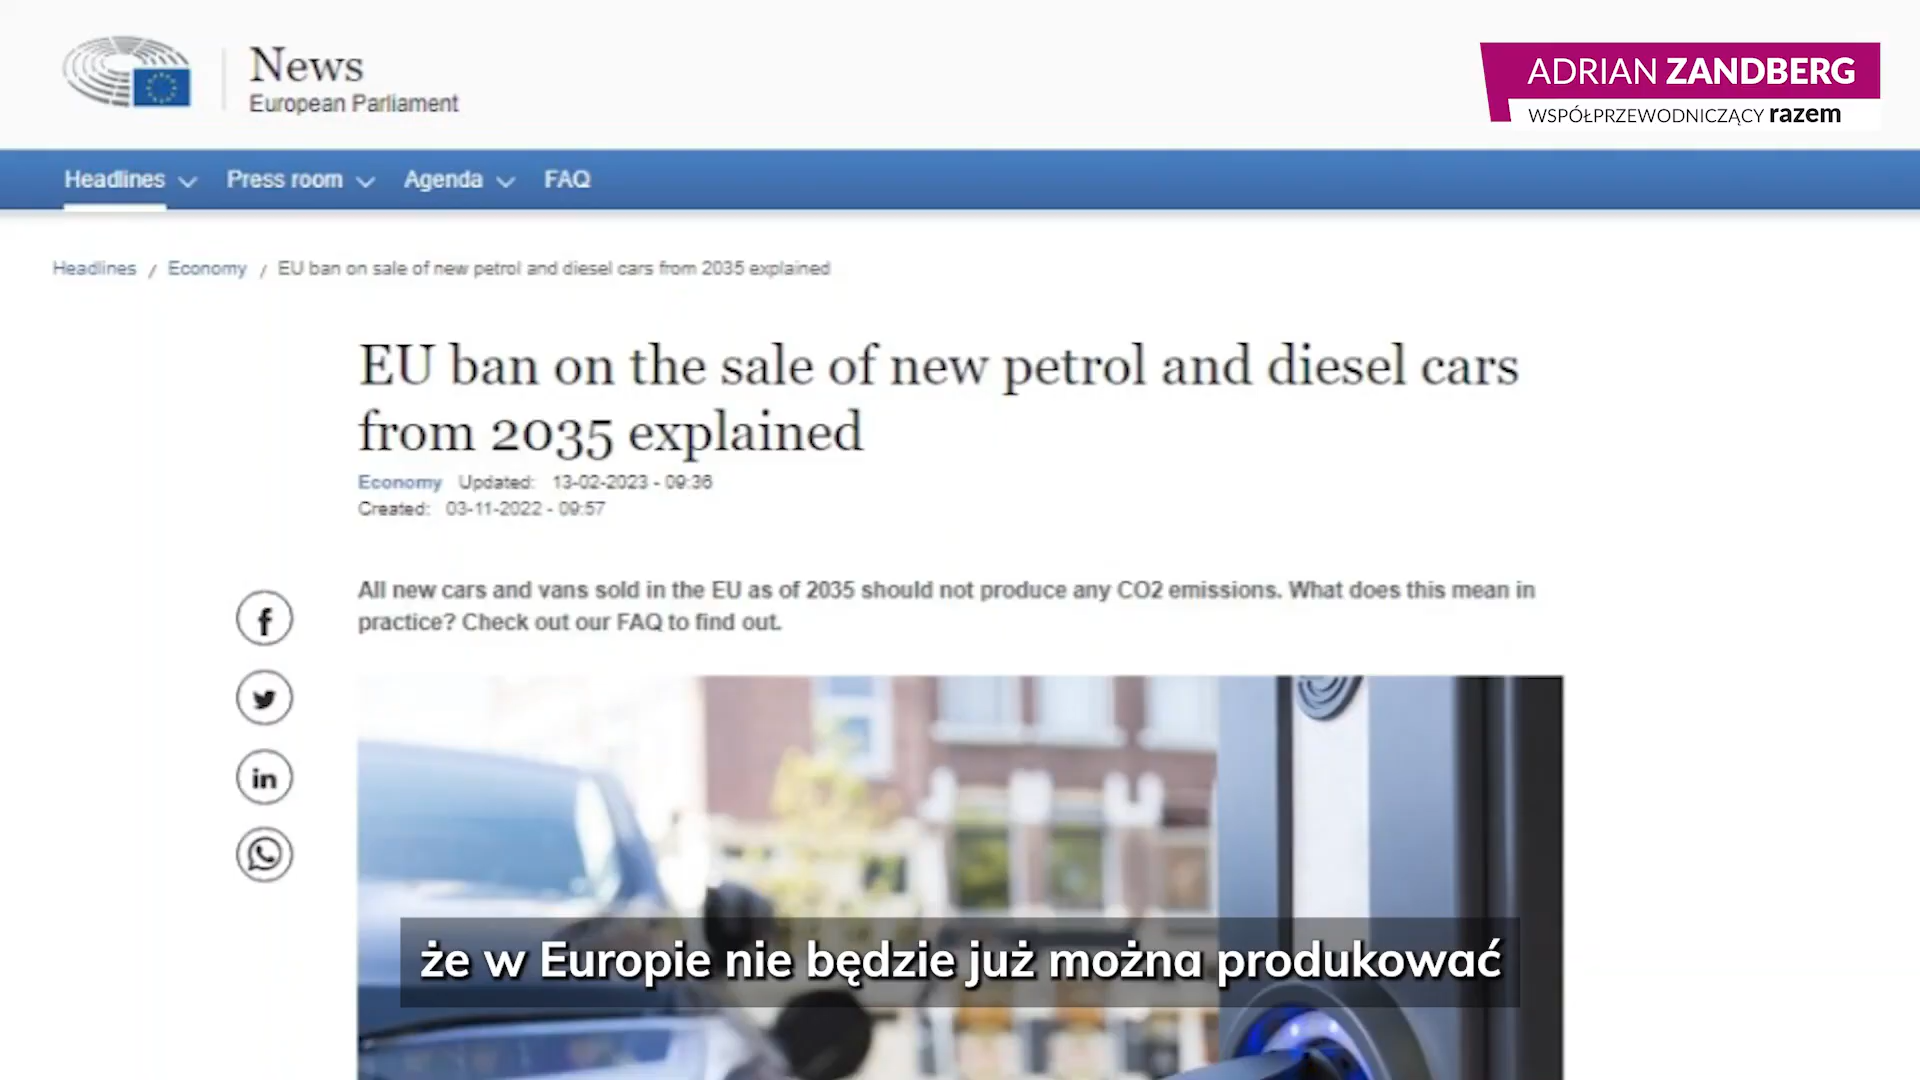 News
European Parliament
ADRIAN ZANDBERG
WSPÓŁPRZEWODNICZĄCY razem
Headlines Press room Agenda FAQ
Headlines / Economy / EU ban on sale of new petrol and diesel cars from 2035 explained
EU ban on the sale of new petrol and diesel cars
from 2035 explained
Economy Updated: 13-02-2023 - 09:36
Created: 03-11-2022 - 09:57
All new cars and vans sold in the EU as of 2035 should not produce any CO2 emissions. What does this mean in
practice? Check out our FAQ to find out.
że w Europie nie będzie już można produkować